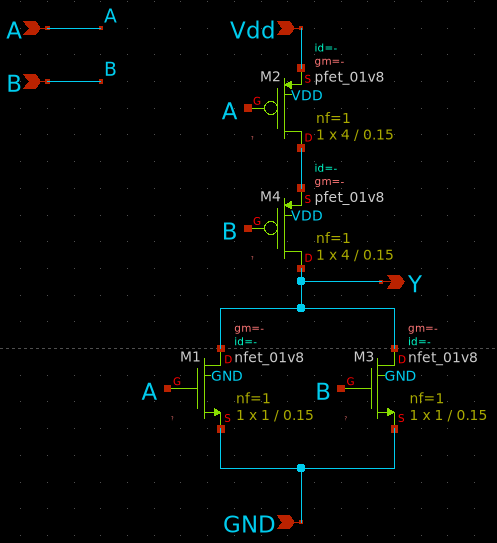 A
A
B
B
Vdd
id=-
gm=-
M2
S
pfet_01v8
VDD
G
A
nf=1
1 x 4 / 0.15
D
id=-
gm=-
M4
S
pfet_01v8
VDD
G
B
nf=1
1 x 4 / 0.15
D
Y
gm=-
id=-
M1
D
nfet_01v8
GND
G
A
nf=1
1 x 1 / 0.15
S
gm=-
id=-
M3
D
nfet_01v8
GND
G
B
nf=1
1 x 1 / 0.15
S
GND